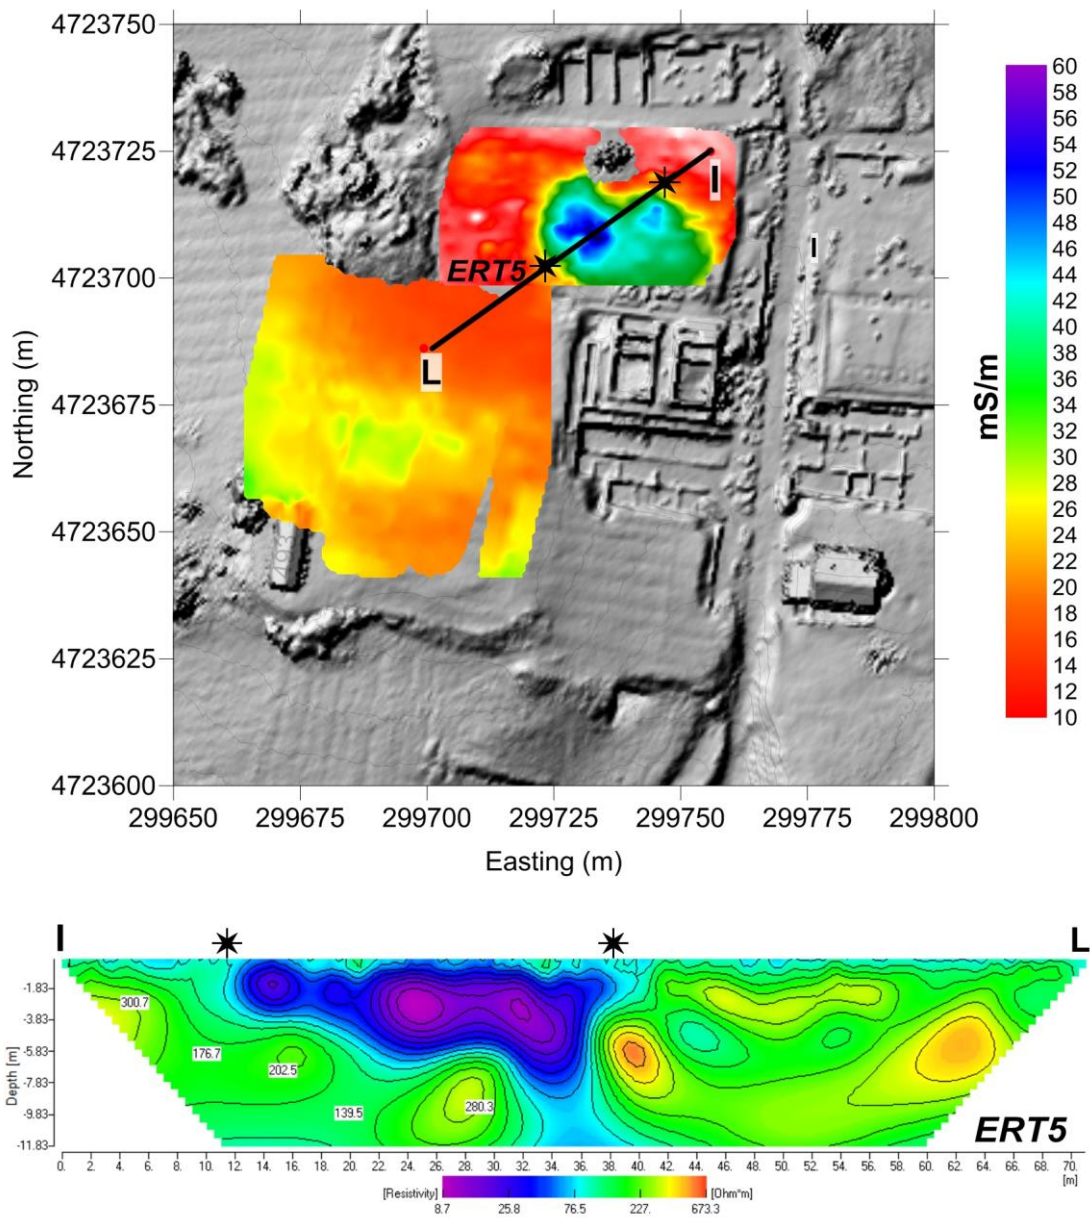 4723750
4723725
4723700
4723675
4723650
4723625
4723600
Northing (m)
I
I
ERT5
L
299650 299675 299700 299725 299750 299775 299800
Easting (m)
mS/m
60
58
56
54
52
50
48
46
44
42
40
38
36
34
32
30
28
26
24
22
20
18
16
14
12
10
I L
Depth [m]
-1.83
-3.83
-5.83
-7.83
-9.83
-11.83
300.7
176.7
202.5
139.5
280.3
ERT5
0. 2. 4. 6. 8. 10. 12. 14. 16. 18. 20. 22. 24. 26. 28. 30. 32. 34. 36. 38. 40. 42. 44. 46. 48. 50. 52. 54. 56. 58. 60. 62. 64. 66. 68. 70.
[m]
[Resistivity] [Ohm*m]
8.7 25.8 76.5 227. 673.3